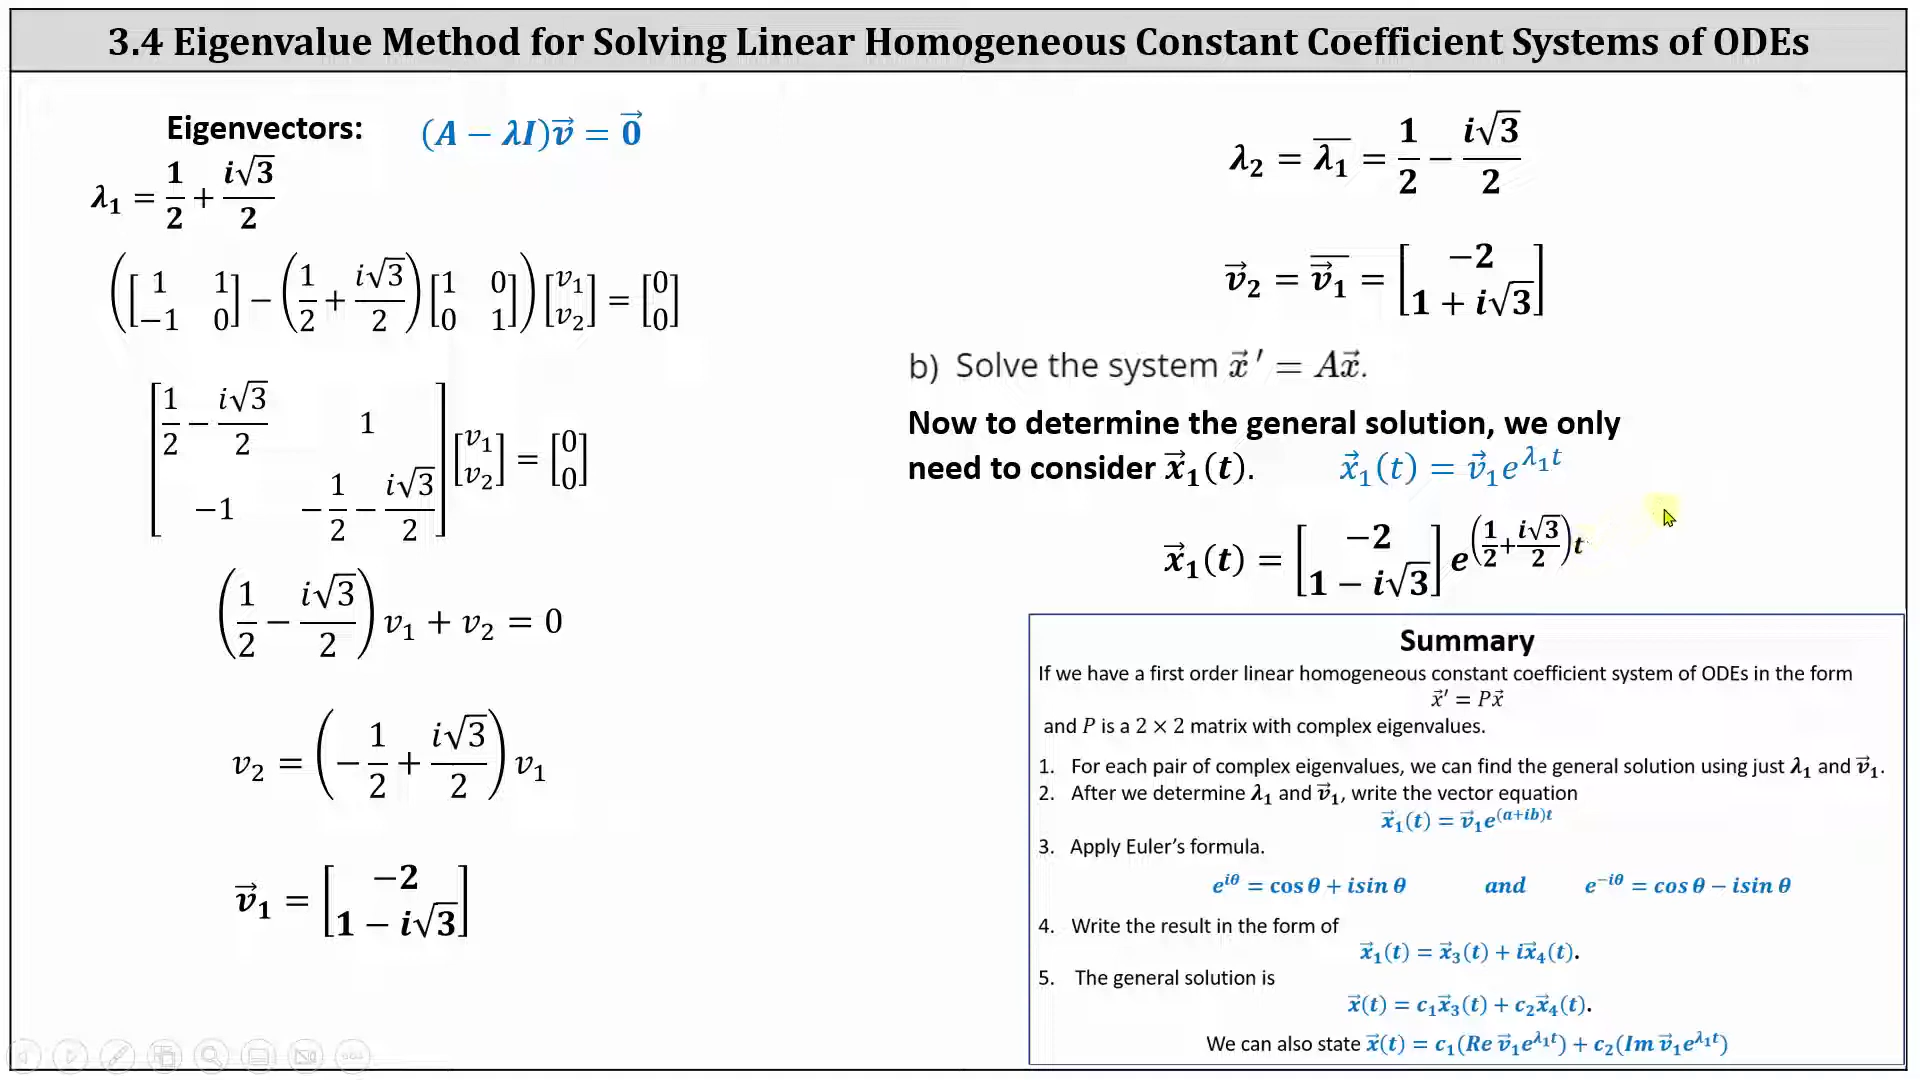 3.4 Eigenvalue Method for Solving Linear Homogeneous Constant Coefficient Systems of ODEs
Eigenvectors: (A − λI)v⃗ = 0⃗
λ₁ = 1/2 + i√3/2
([1 1; −1 0] − (1/2 + i√3/2)[1 0; 0 1])[v₁; v₂] = [0; 0]
[1/2 − i√3/2 1; −1 −1/2 − i√3/2][v₁; v₂] = [0; 0]
(1/2 − i√3/2)v₁ + v₂ = 0
v₂ = (−1/2 + i√3/2)v₁
v⃗₁ = [−2; 1 − i√3]
λ₂ = λ̅₁ = 1/2 − i√3/2
v⃗₂ = v⃗̅₁ = [−2; 1 + i√3]
b) Solve the system x⃗ ′ = Ax⃗.
Now to determine the general solution, we only
need to consider x⃗₁(t). x⃗₁(t) = v⃗₁e^{λ₁t}
x⃗₁(t) = [−2; 1 − i√3] e^{(1/2 + i√3/2)t}
Summary
If we have a first order linear homogeneous constant coefficient system of ODEs in the form
x⃗′ = Px⃗
and P is a 2 × 2 matrix with complex eigenvalues.
1. For each pair of complex eigenvalues, we can find the general solution using just λ₁ and v⃗₁.
2. After we determine λ₁ and v⃗₁, write the vector equation
x⃗₁(t) = v⃗₁e^{(a+ib)t}
3. Apply Euler's formula.
e^{iθ} = cos θ + isin θ and e^{−iθ} = cos θ − isin θ
4. Write the result in the form of
x⃗₁(t) = x⃗₃(t) + ix⃗₄(t).
5. The general solution is
x⃗(t) = c₁x⃗₃(t) + c₂x⃗₄(t).
We can also state x⃗(t) = c₁(Re v⃗₁e^{λ₁t}) + c₂(Im v⃗₁e^{λ₁t})